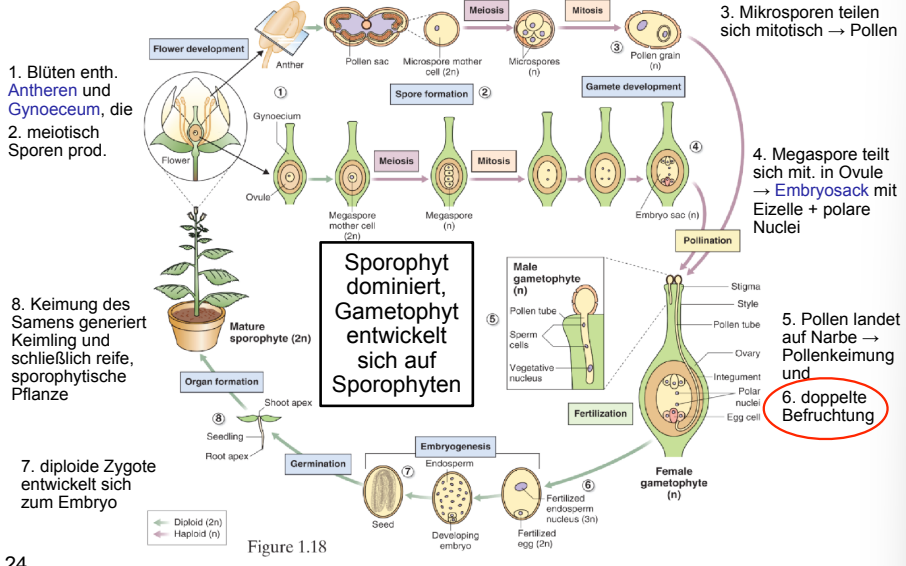 Meiosis
Mitosis
3. Mikrosporen teilen
sich mitotisch → Pollen
Flower development
Anther
Pollen sac
Microspore mother
cell (2n)
Microspores
(n)
③
Pollen grain
(n)
1. Blüten enth.
Antheren und
Gynoeceum, die
2. meiotisch
Sporen prod.
①
Spore formation
②
Gamete development
Gynoecium
Flower
Ovule
Meiosis
Mitosis
④
Megaspore
mother cell
(2n)
Megaspore
(n)
Embryo sac (n)
4. Megaspore teilt
sich mit. in Ovule
→ Embryosack mit
Eizelle + polare
Nuclei
Pollination
Sporophyt
dominiert,
Gametophyt
entwickelt
sich auf
Sporophyten
Male
gametophyte
(n)
⑤
Pollen tube
Sperm
cells
Vegetative
nucleus
Stigma
Style
Pollen tube
Ovary
Integument
Polar
nuclei
Egg cell
Fertilization
Female
gametophyte
(n)
5. Pollen landet
auf Narbe →
Pollenkeimung
und
6. doppelte
Befruchtung
8. Keimung des
Samens generiert
Keimling und
schließlich reife,
sporophytische
Pflanze
Mature
sporophyte (2n)
Organ formation
⑧
Shoot apex
Seedling
Root apex
Germination
Embryogenesis
⑦
Endosperm
⑥
Seed
Developing
embryo
Fertilized
endosperm
nucleus (3n)
Fertilized
egg (2n)
7. diploide Zygote
entwickelt sich
zum Embryo
Diploid (2n)
Haploid (n)
Figure 1.18
24